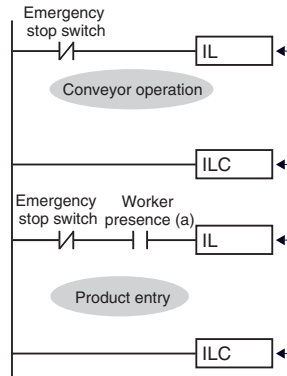 Emergency
stop switch
IL
Conveyor operation
ILC
Emergency Worker
stop switch presence (a)
IL
Product entry
ILC